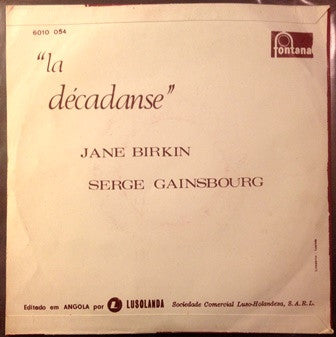 6010 054
fontana
"la
décadanse"
JANE BIRKIN
SERGE GAINSBOURG
Editado em ANGOLA por L LUSOLANDA Sociedade Comercial Luso-Holandesa, S.A.R.L.